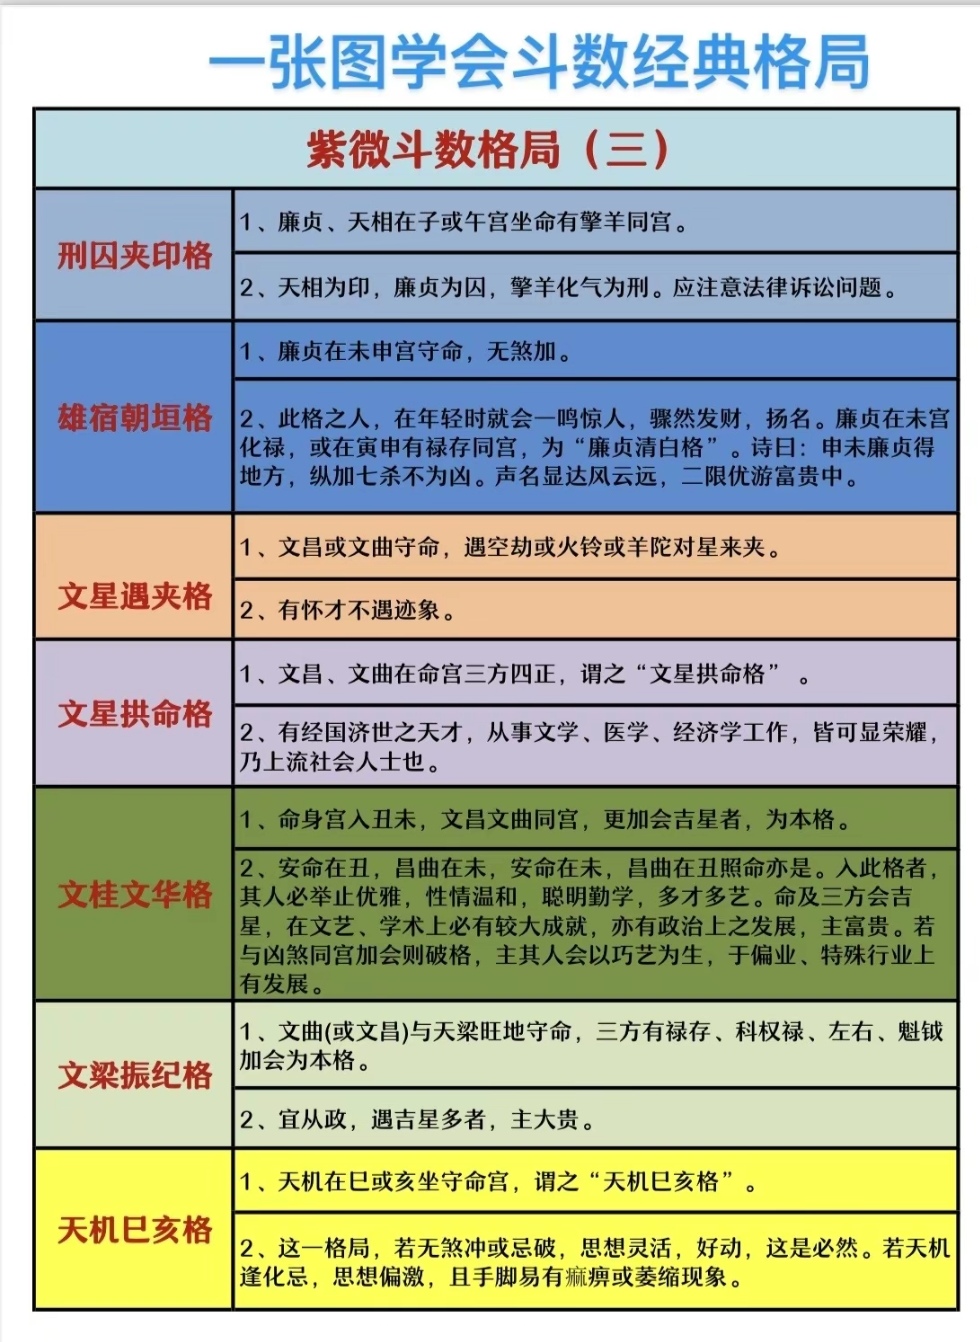 一张图学会斗数经典格局
紫微斗数格局（三）
刑囚夹印格
1、廉贞、天相在子或午宫坐命有擎羊同宫。
2、天相为印，廉贞为囚，擎羊化气为刑。应注意法律诉讼问题。
雄宿朝垣格
1、廉贞在未申宫守命，无煞加。
2、此格之人，在年轻时就会一鸣惊人，骤然发财，扬名。廉贞在未宫
化禄，或在寅申有禄存同宫，为“廉贞清白格”。诗曰：申未廉贞得
地方，纵加七杀不为凶。声名显达风云远，二限优游富贵中。
文星遇夹格
1、文昌或文曲守命，遇空劫或火铃或羊陀对星来夹。
2、有怀才不遇迹象。
文星拱命格
1、文昌、文曲在命宫三方四正，谓之“文星拱命格” 。
2、有经国济世之天才，从事文学、医学、经济学工作，皆可显荣耀，
乃上流社会人士也。
文桂文华格
1、命身宫入丑未，文昌文曲同宫，更加会吉星者，为本格。
2、安命在丑，昌曲在未，安命在未，昌曲在丑照命亦是。入此格者，
其人必举止优雅，性情温和，聪明勤学，多才多艺。命及三方会吉
星，在文艺、学术上必有较大成就，亦有政治上之发展，主富贵。若
与凶煞同宫加会则破格，主其人会以巧艺为生，于偏业、特殊行业上
有发展。
文梁振纪格
1、文曲(或文昌)与天梁旺地守命，三方有禄存、科权禄、左右、魁钺
加会为本格。
2、宜从政，遇吉星多者，主大贵。
天机巳亥格
1、天机在巳或亥坐守命宫，谓之“天机巳亥格”。
2、这一格局，若无煞冲或忌破，思想灵活，好动，这是必然。若天机
逢化忌，思想偏激，且手脚易有痲痹或萎缩现象。